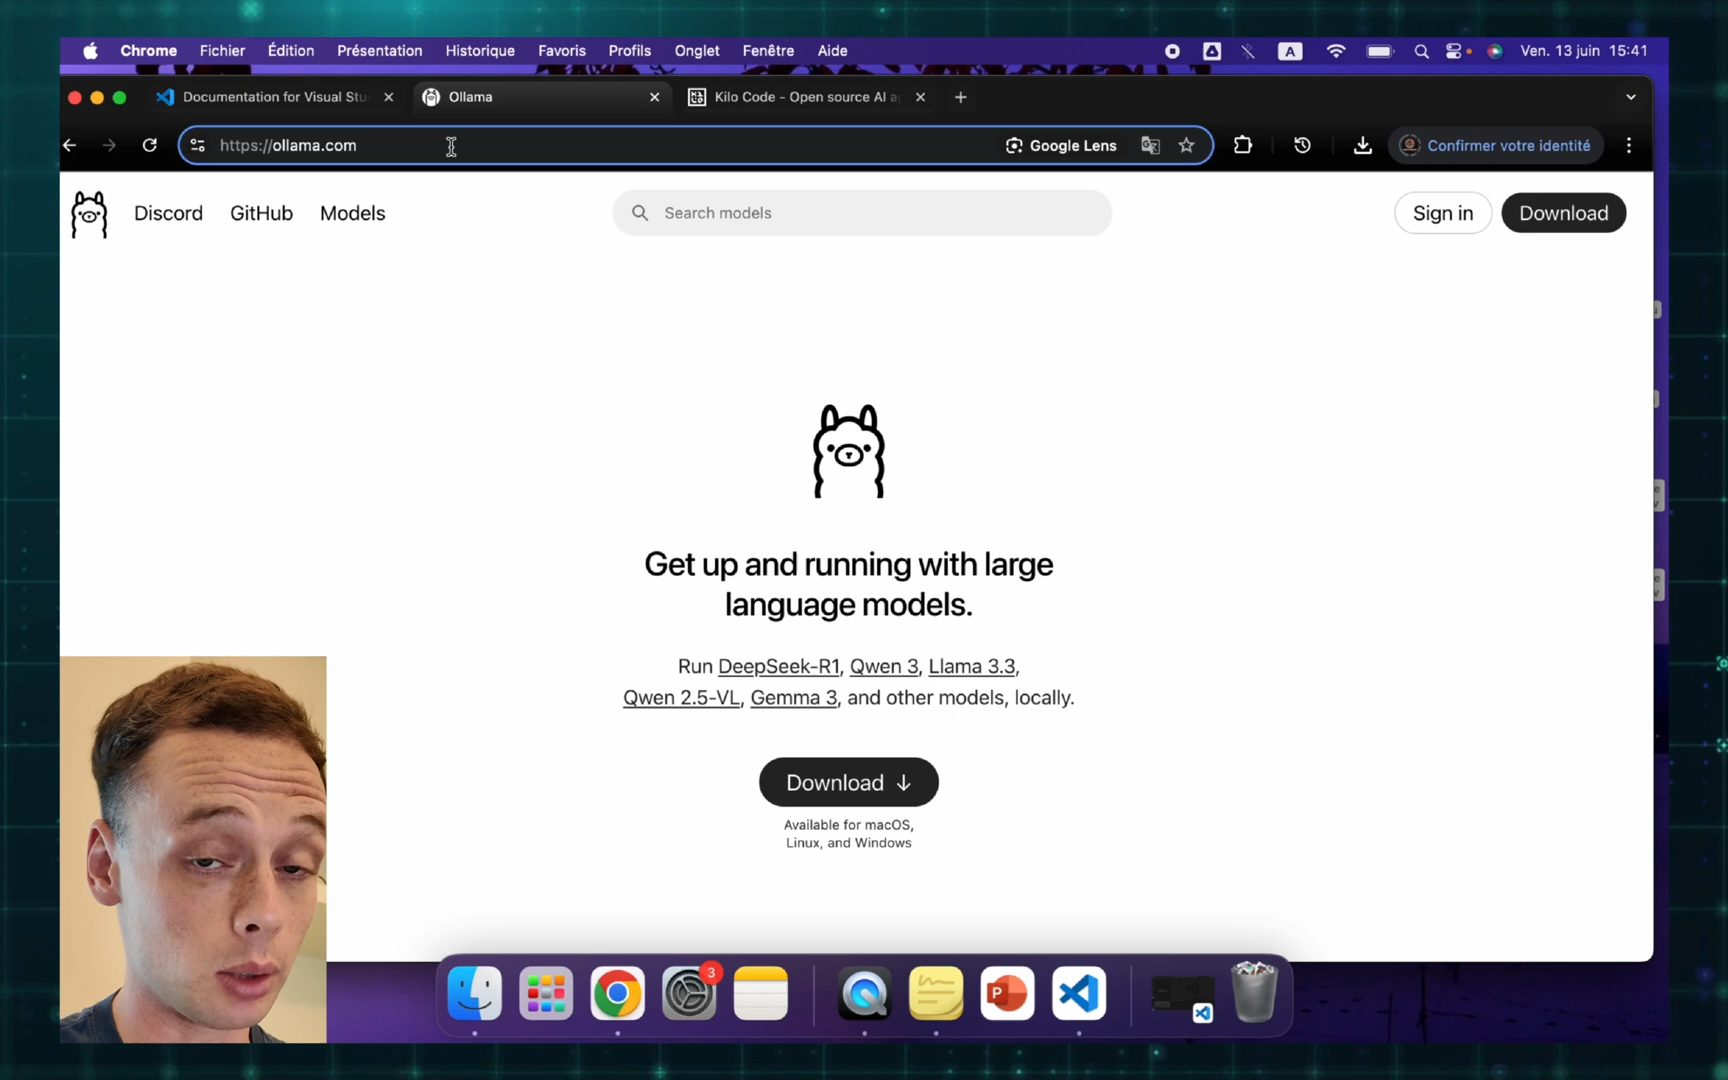 Chrome Fichier Édition Présentation Historique Favoris Profils Onglet Fenêtre Aide A Ven. 13 juin 15:41
Documentation for Visual Stu Ollama Kilo Code - Open source AI a
https://ollama.com Google Lens Confirmer votre identité
Discord GitHub Models Search models Sign in Download
Get up and running with large
language models.
Run DeepSeek-R1, Qwen 3, Llama 3.3,
Qwen 2.5-VL, Gemma 3, and other models, locally.
Download ↓
Available for macOS,
Linux, and Windows
3
P